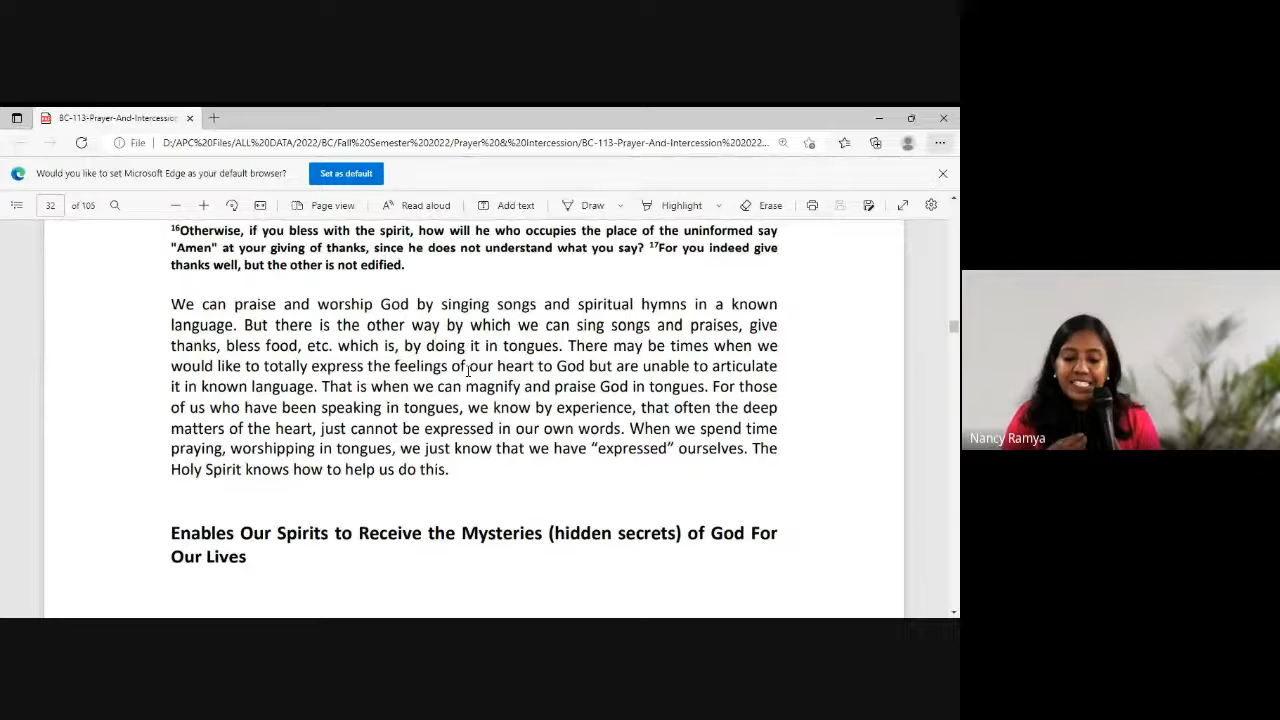 BC-113-Prayer-And-Intercession
File
D:/APC%20Files/ALL%20DATA/2022/BC/Fall%20Semester%202022/Prayer%20&%20Intercession/BC-113-Prayer-And-Intercession%202022...
Would you like to set Microsoft Edge as your default browser?
Set as default
32 of 105
Page view
Read aloud
Add text
Draw
Highlight
Erase
16Otherwise, if you bless with the spirit, how will he who occupies the place of the uninformed say
"Amen" at your giving of thanks, since he does not understand what you say? 17For you indeed give
thanks well, but the other is not edified.
We can praise and worship God by singing songs and spiritual hymns in a known
language. But there is the other way by which we can sing songs and praises, give
thanks, bless food, etc. which is, by doing it in tongues. There may be times when we
would like to totally express the feelings of our heart to God but are unable to articulate
it in known language. That is when we can magnify and praise God in tongues. For those
of us who have been speaking in tongues, we know by experience, that often the deep
matters of the heart, just cannot be expressed in our own words. When we spend time
praying, worshipping in tongues, we just know that we have “expressed” ourselves. The
Holy Spirit knows how to help us do this.
Enables Our Spirits to Receive the Mysteries (hidden secrets) of God For
Our Lives
Nancy Ramya